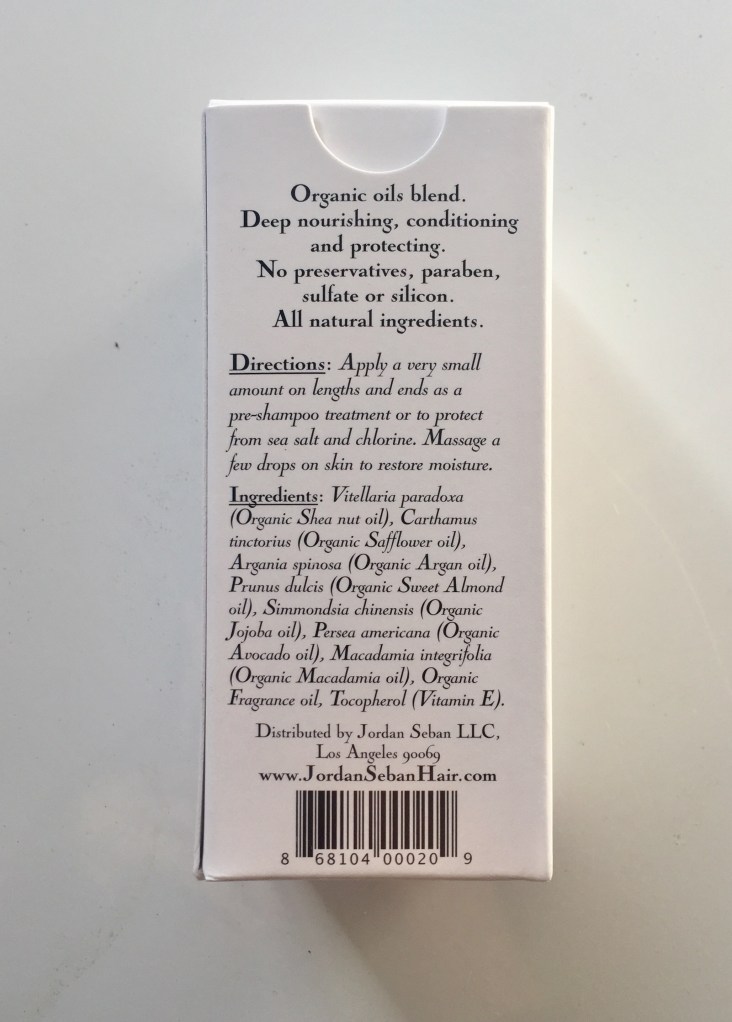 Organic oils blend.
Deep nourishing, conditioning
and protecting.
No preservatives, paraben,
sulfate or silicon.
All natural ingredients.
Directions: Apply a very small
amount on lengths and ends as a
pre-shampoo treatment or to protect
from sea salt and chlorine. Massage a
few drops on skin to restore moisture.
Ingredients: Vitellaria paradoxa
(Organic Shea nut oil), Carthamus
tinctorius (Organic Safflower oil),
Argania spinosa (Organic Argan oil),
Prunus dulcis (Organic Sweet Almond
oil), Simmondsia chinensis (Organic
Jojoba oil), Persea americana (Organic
Avocado oil), Macadamia integrifolia
(Organic Macadamia oil), Organic
Fragrance oil, Tocopherol (Vitamin E).
Distributed by Jordan Seban LLC,
Los Angeles 90069
www.JordanSebanHair.com
8 68104 00020 9